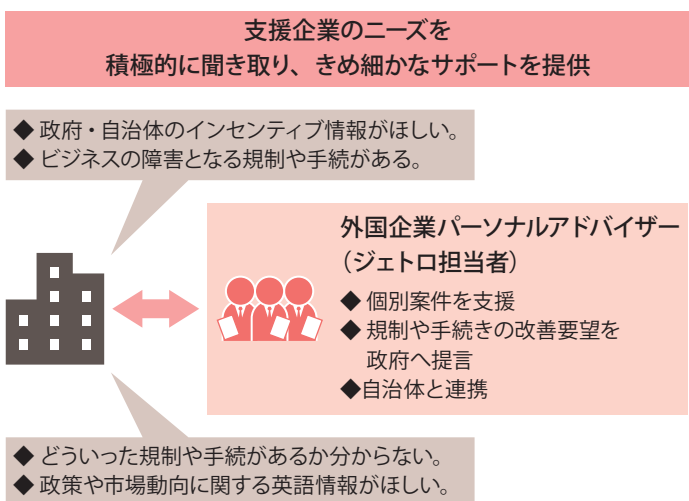 支援企業のニーズを
積極的に聞き取り、きめ細かなサポートを提供
◆ 政府・自治体のインセンティブ情報がほしい。
◆ ビジネスの障害となる規制や手続がある。
外国企業パーソナルアドバイザー
（ジェトロ担当者）
◆ 個別案件を支援
◆ 規制や手続きの改善要望を
政府へ提言
◆自治体と連携
◆ どういった規制や手続があるか分からない。
◆ 政策や市場動向に関する英語情報がほしい。